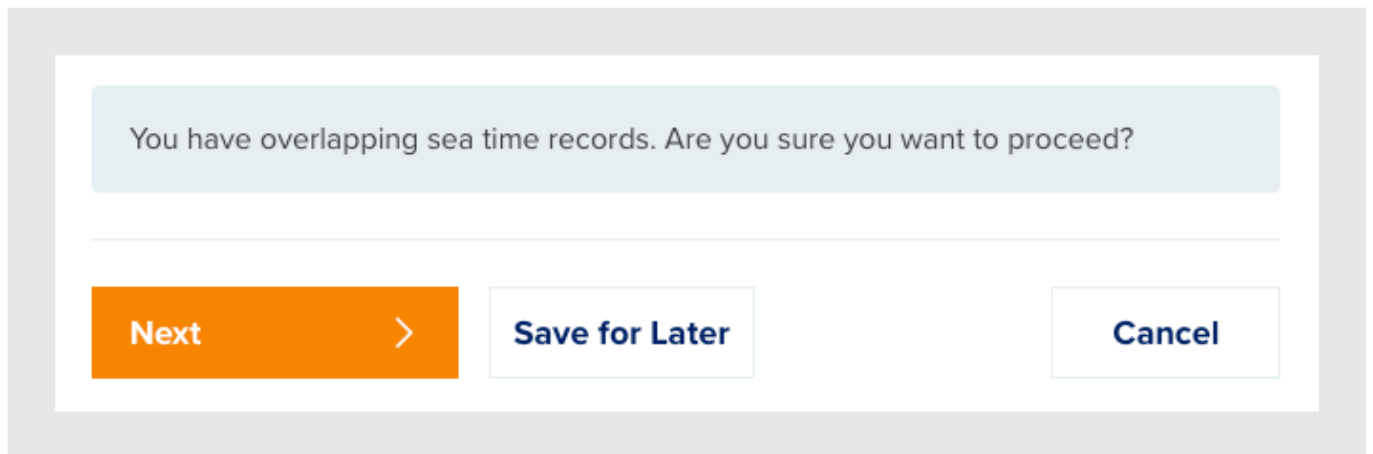 You have overlapping sea time records. Are you sure you want to proceed?
Next
Save for Later
Cancel